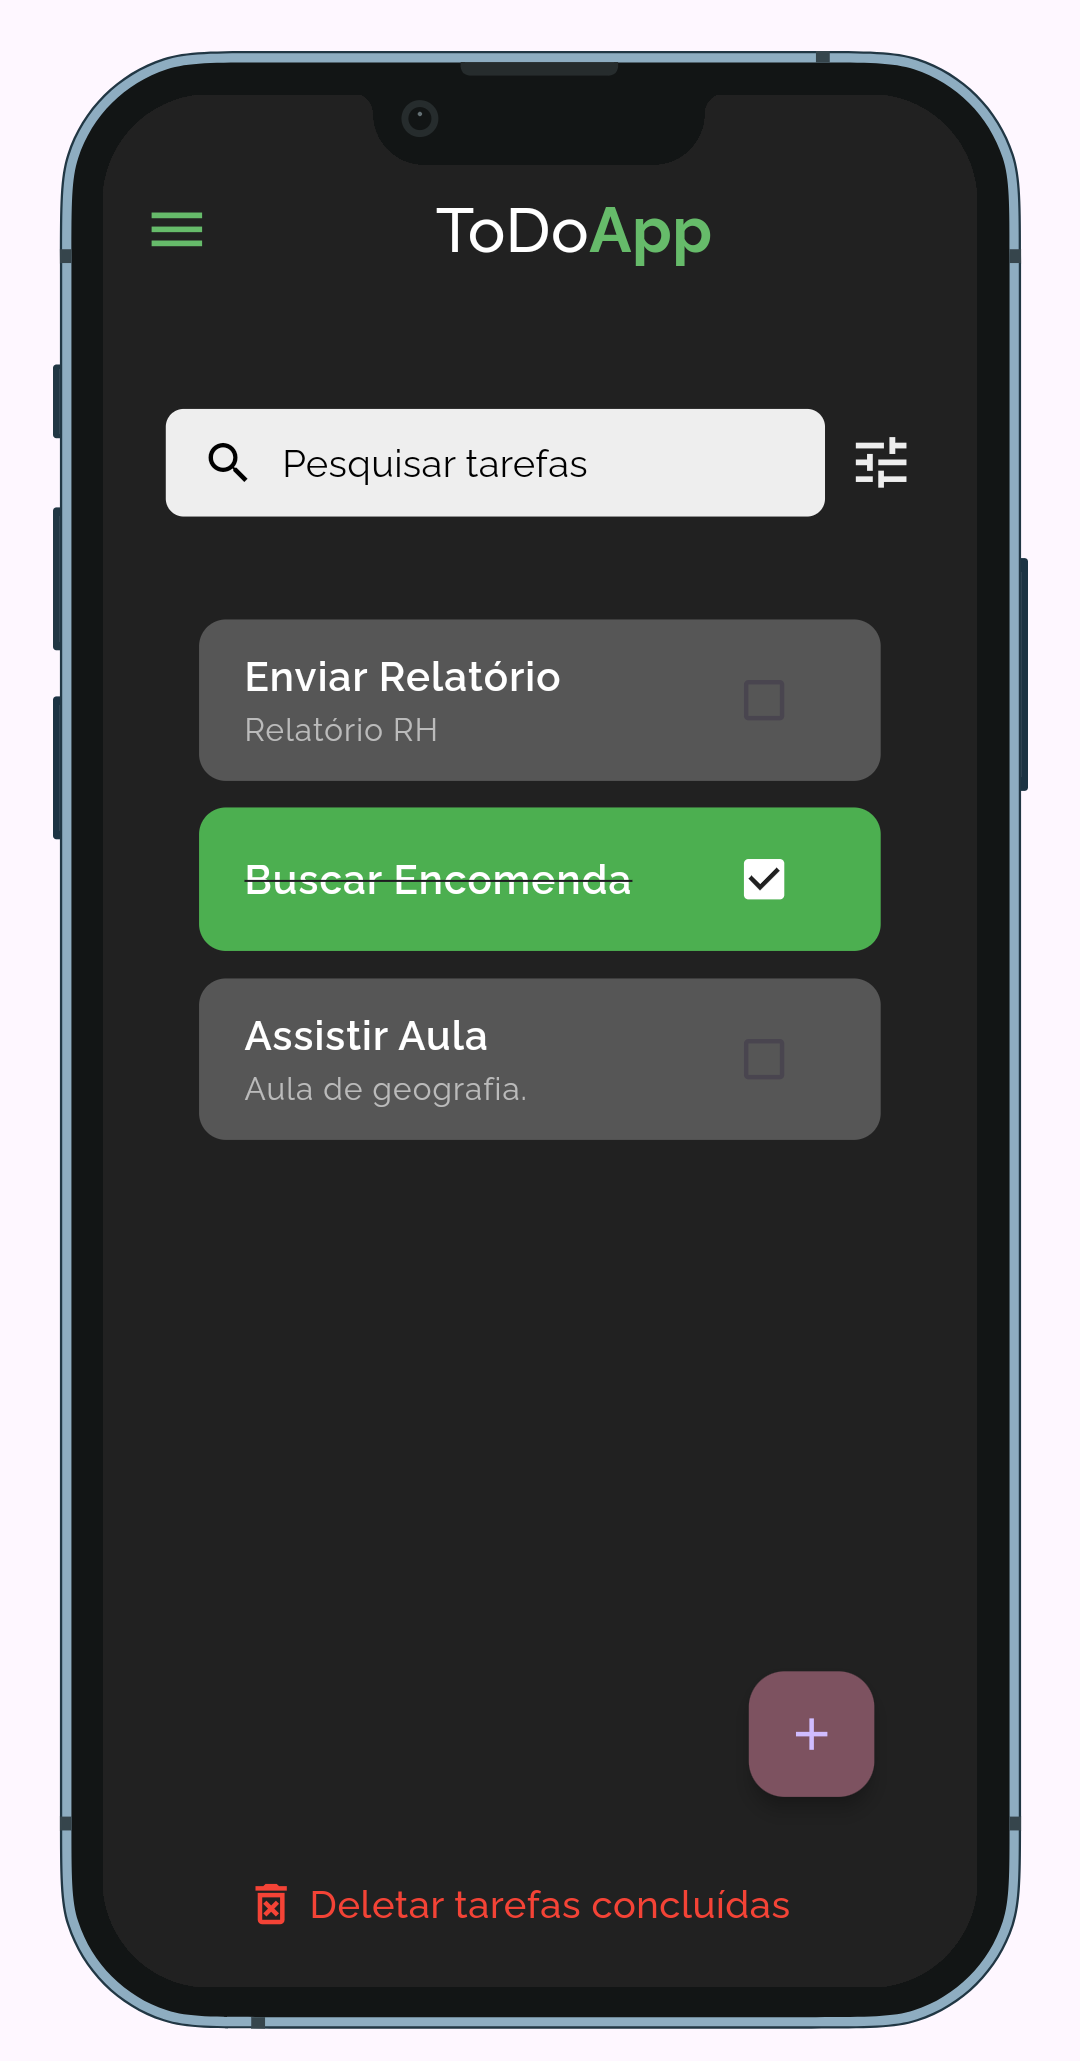 ToDoApp
Pesquisar tarefas
Enviar Relatório
Relatório RH
Buscar Encomenda
Assistir Aula
Aula de geografia.
Deletar tarefas concluídas